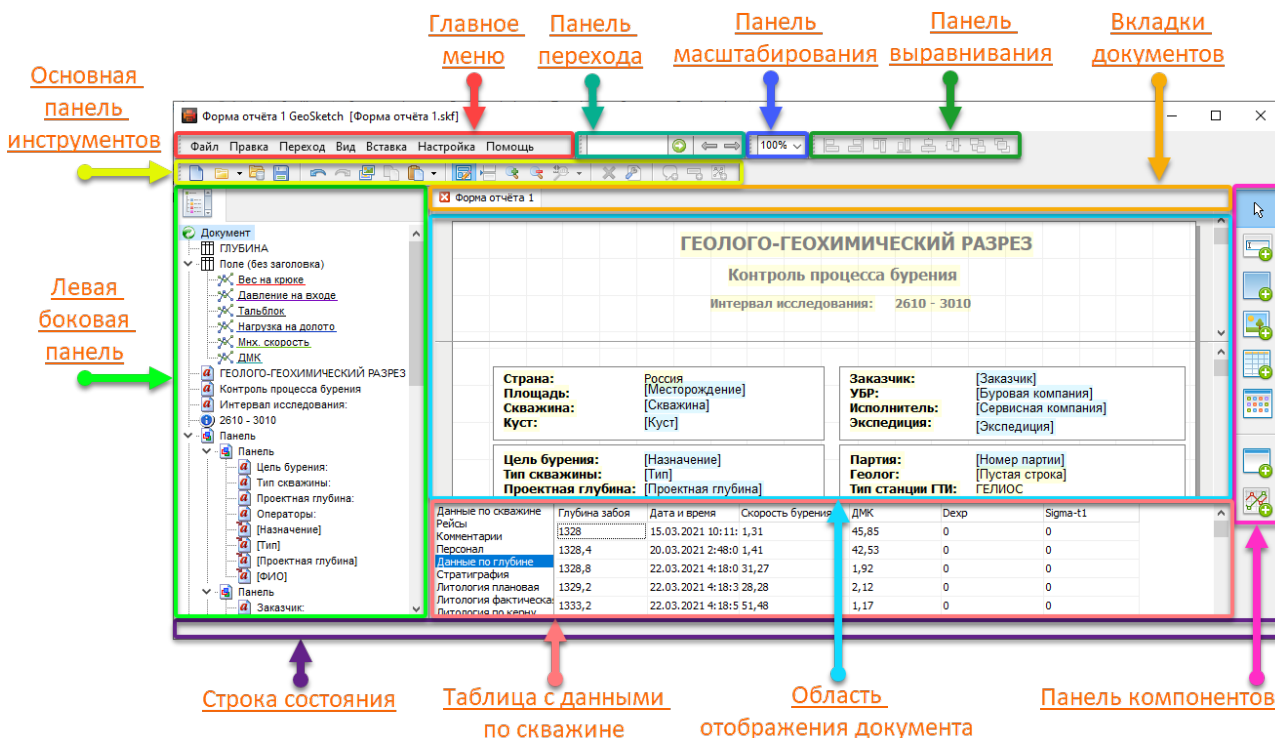 Главное меню
Панель перехода
Панель масштабирования
Панель выравнивания
Вкладки документов
Основная панель инструментов
Форма отчёта 1 GeoSketch [Форма отчёта 1.skf]
Файл Правка Переход Вид Вставка Настройка Помощь
100%
Форма отчёта 1
Левая боковая панель
Документ
ГЛУБИНА
Поле (без заголовка)
Вес на крюке
Давление на входе
Тальблок
Нагрузка на долото
Мнх. скорость
ДМК
ГЕОЛОГО-ГЕОХИМИЧЕСКИЙ РАЗРЕЗ
Контроль процесса бурения
Интервал исследования:
2610 - 3010
Панель
Панель
Цель бурения:
Тип скважины:
Проектная глубина:
Операторы:
[Назначение]
[Тип]
[Проектная глубина]
[ФИО]
Панель
Заказчик:
ГЕОЛОГО-ГЕОХИМИЧЕСКИЙ РАЗРЕЗ
Контроль процесса бурения
Интервал исследования: 2610 - 3010
Страна: Россия
Площадь: [Месторождение]
Скважина: [Скважина]
Куст: [Куст]
Заказчик: [Заказчик]
УБР: [Буровая компания]
Исполнитель: [Сервисная компания]
Экспедиция: [Экспедиция]
Цель бурения: [Назначение]
Тип скважины: [Тип]
Проектная глубина: [Проектная глубина]
Партия: [Номер партии]
Геолог: [Пустая строка]
Тип станции ГТИ: ГЕЛИОС
Данные по скважине
Рейсы
Комментарии
Персонал
Данные по глубине
Стратиграфия
Литология плановая
Литология фактическа
Литология по керну
Глубина забоя Дата и время Скорость бурения ДМК Dexp Sigma-t1
1328 15.03.2021 10:11: 1,31 45,85 0 0
1328,4 20.03.2021 2:48:0 1,41 42,53 0 0
1328,8 22.03.2021 4:18:0 31,27 1,92 0 0
1329,2 22.03.2021 4:18:3 28,28 2,12 0 0
1333,2 22.03.2021 4:18:5 51,48 1,17 0 0
Строка состояния
Таблица с данными по скважине
Область отображения документа
Панель компонентов